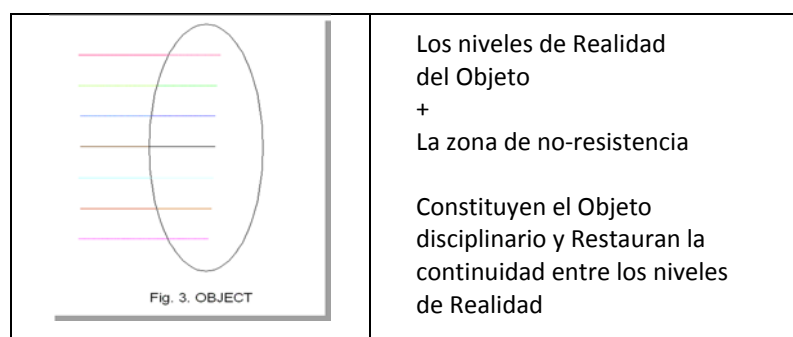 Fig. 3. OBJECT
Los niveles de Realidad
del Objeto
+
La zona de no-resistencia
Constituyen el Objeto
disciplinario y Restauran la
continuidad entre los niveles
de Realidad